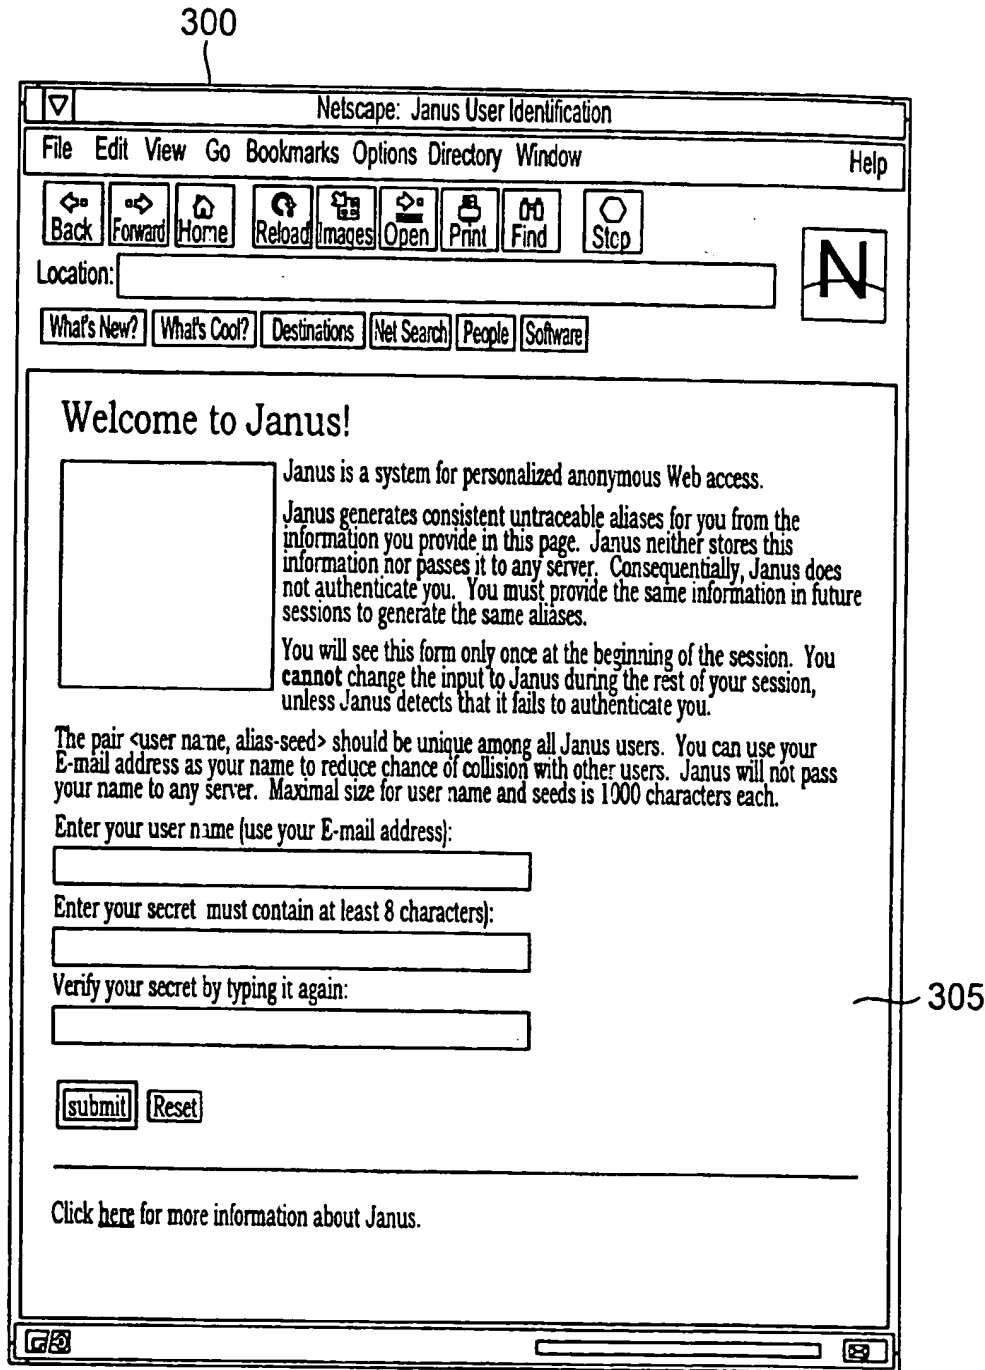 300
Netscape: Janus User Identification
File Edit View Go Bookmarks Options Directory Window Help
Back Forward Home Reload Images Open Print Find Stop
N
Location:
What's New? What's Cool? Destinations Net Search People Software
Welcome to Janus!
Janus is a system for personalized anonymous Web access.
Janus generates consistent untraceable aliases for you from the
information you provide in this page. Janus neither stores this
information nor passes it to any server. Consequentially, Janus does
not authenticate you. You must provide the same information in future
sessions to generate the same aliases.
You will see this form only once at the beginning of the session. You
cannot change the input to Janus during the rest of your session,
unless Janus detects that it fails to authenticate you.
The pair <user name, alias-seed> should be unique among all Janus users. You can use your
E-mail address as your name to reduce chance of collision with other users. Janus will not pass
your name to any server. Maximal size for user name and seeds is 1000 characters each.
Enter your user name (use your E-mail address):
Enter your secret must contain at least 8 characters):
Verify your secret by typing it again:
305
submit Reset
Click here for more information about Janus.